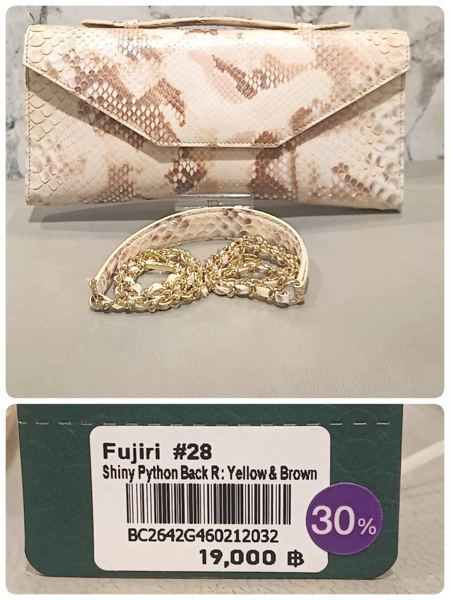 Fujiri #28
Shiny Python Back R: Yellow & Brown
BC2642G460212032
19,000 ฿
30%